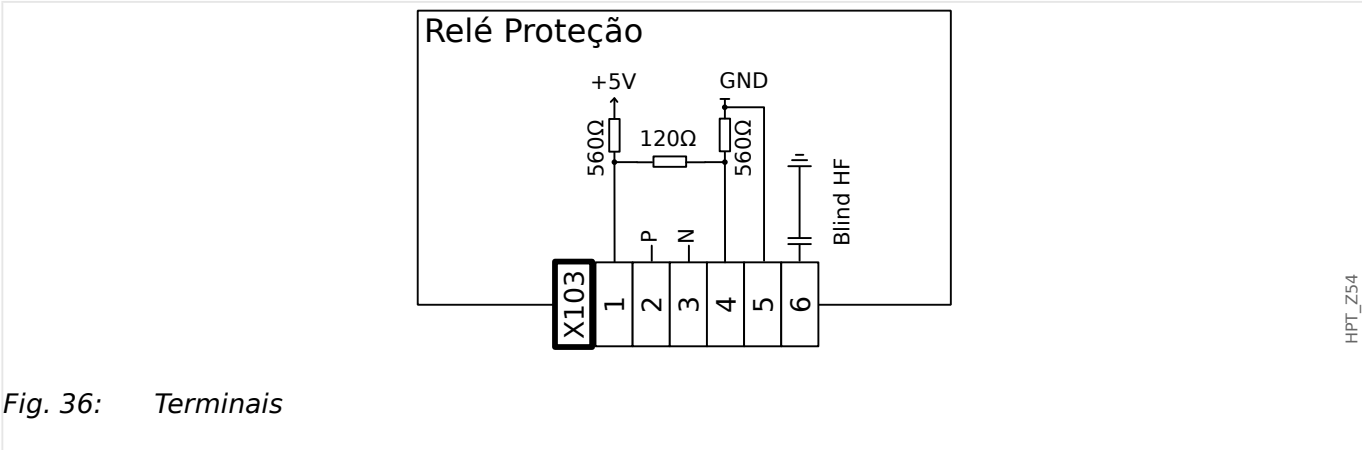 Relé Proteção
+5V
GND
560Ω
120Ω
560Ω
Blind HF
P
N
X103
1
2
3
4
5
6
HPT_Z54
Fig. 36: Terminais